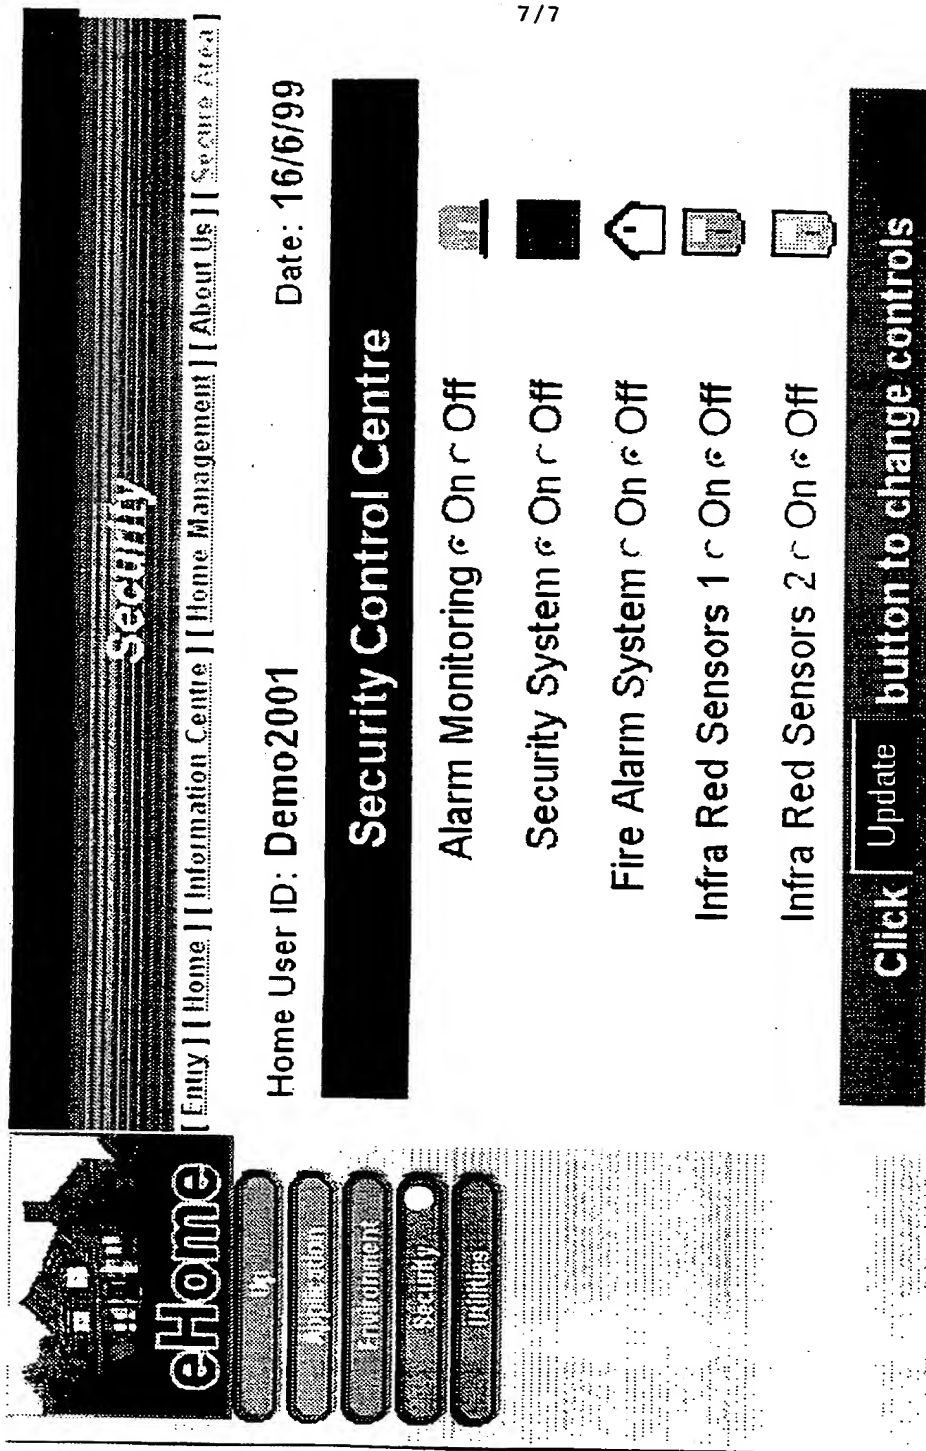 7/7
Security
[ Entry ] [ Home ] [ Information Centre ] [ Home Management ] [ About Us ] [ Secure Area ]
eHome
Up
Application
Environment
Security
Utilities
Home User ID: Demo2001 Date: 16/6/99
Security Control Centre
Alarm Monitoring On Off
Security System On Off
Fire Alarm System On Off
Infra Red Sensors 1 On Off
Infra Red Sensors 2 On Off
Click Update button to change controls